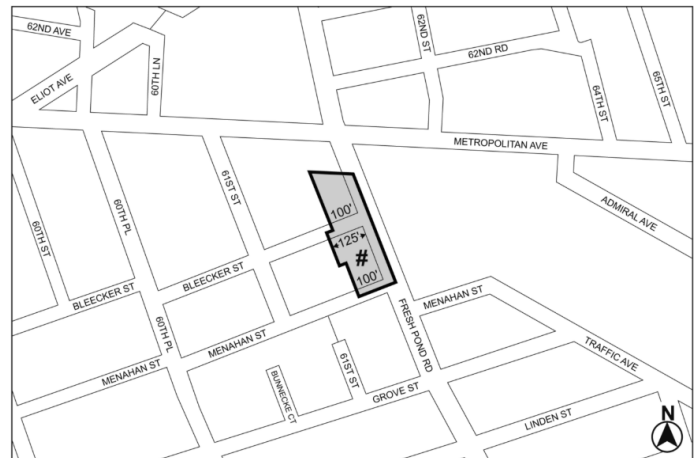 62ND AVE
62ND ST
62ND RD
ELIOT AVE
60TH LN
64TH ST
65TH ST
METROPOLITAN AVE
61ST ST
60TH PL
60TH ST
100'
125'
#
100'
ADMIRAL AVE
BLEECKER ST
BLEECKER ST
MENAHAN ST
60TH PL
MENAHAN ST
MENAHAN ST
FRESH POND RD
61ST ST
BUNNECKE CT
GROVE ST
TRAFFIC AVE
LINDEN ST
N